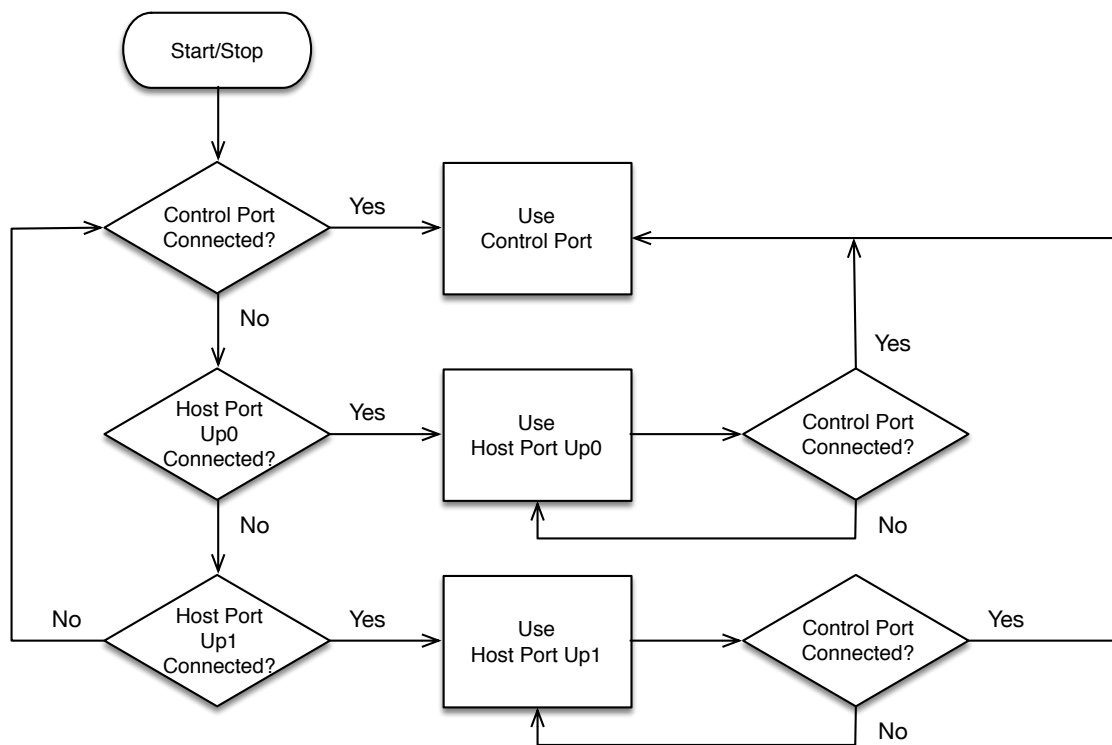 Start/Stop
Control Port
Connected?
Yes
Use
Control Port
No
Yes
Host Port
Up0
Connected?
Yes
Use
Host Port Up0
Control Port
Connected?
No
No
No
Host Port
Up1
Connected?
Yes
Use
Host Port Up1
Control Port
Connected?
Yes
No